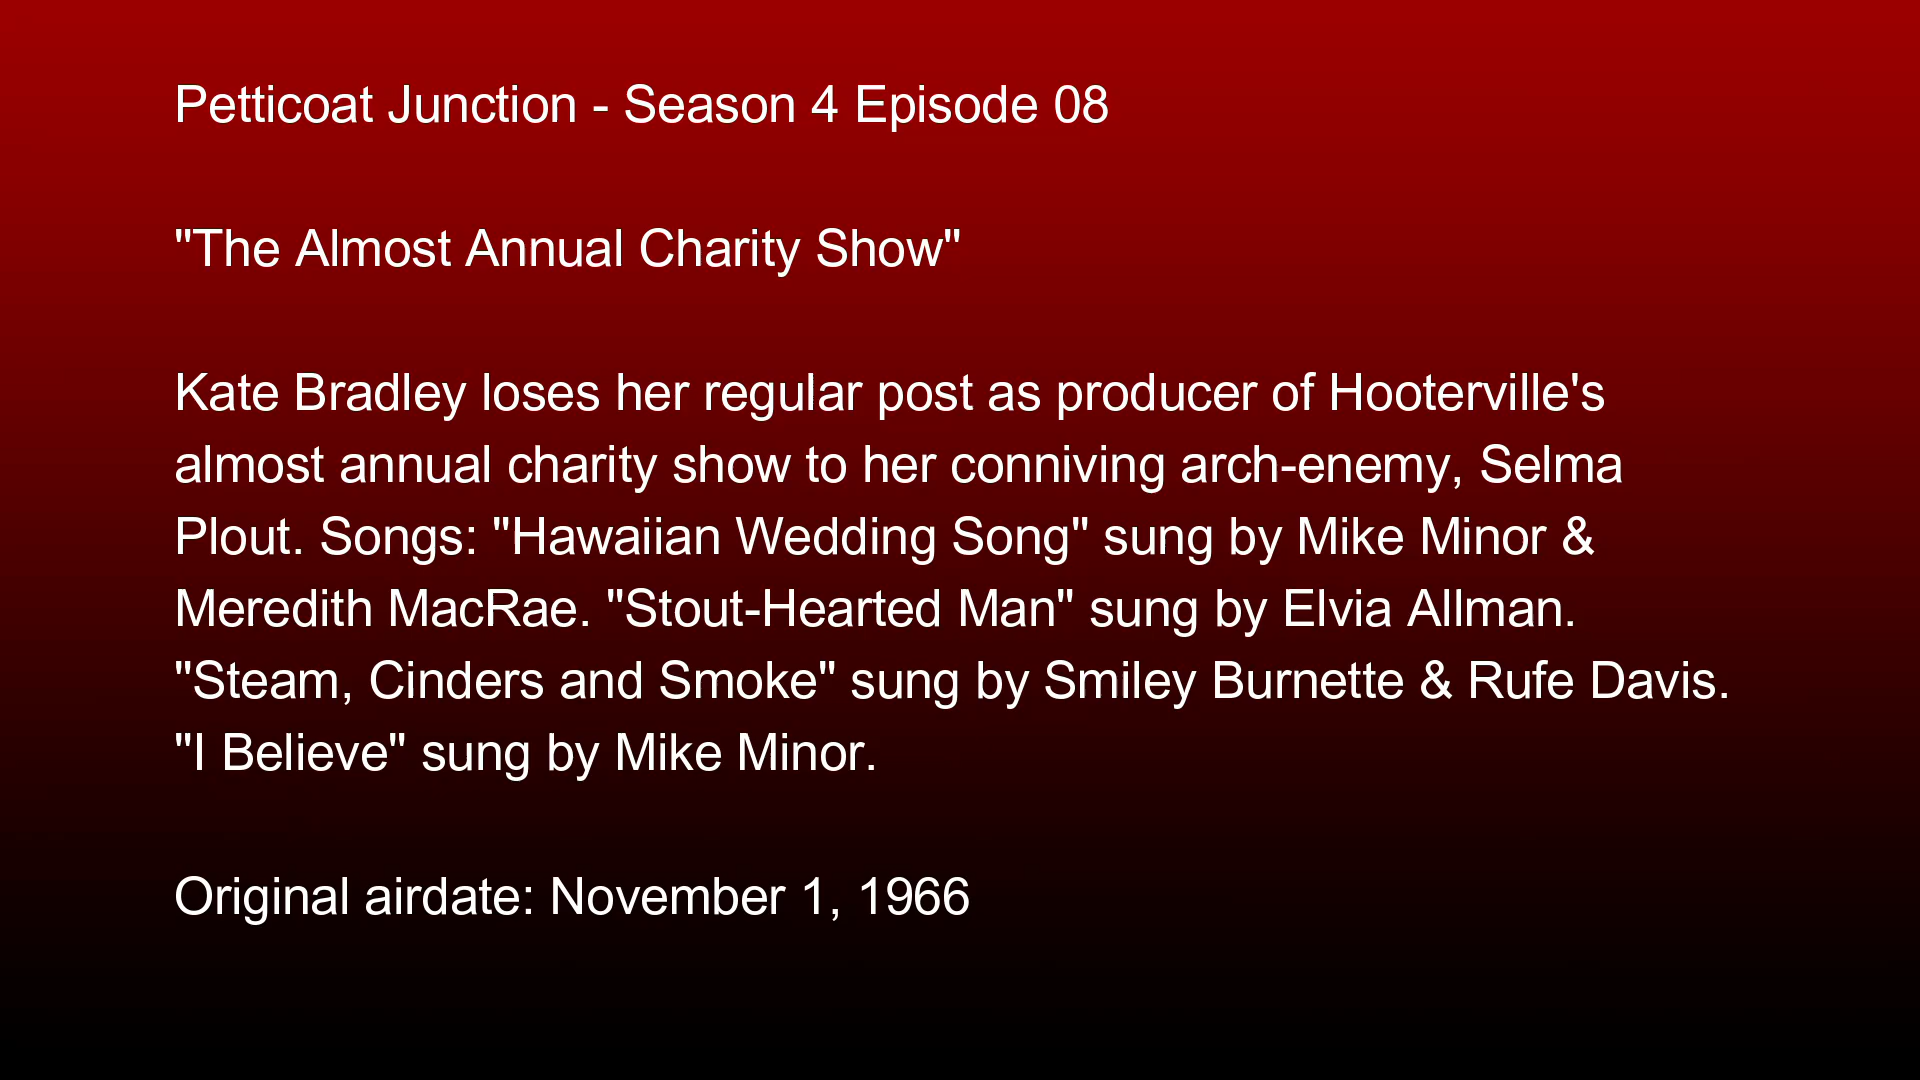 Petticoat Junction - Season 4 Episode 08
"The Almost Annual Charity Show"
Kate Bradley loses her regular post as producer of Hooterville's
almost annual charity show to her conniving arch-enemy, Selma
Plout. Songs: "Hawaiian Wedding Song" sung by Mike Minor &
Meredith MacRae. "Stout-Hearted Man" sung by Elvia Allman.
"Steam, Cinders and Smoke" sung by Smiley Burnette & Rufe Davis.
"I Believe" sung by Mike Minor.
Original airdate: November 1, 1966